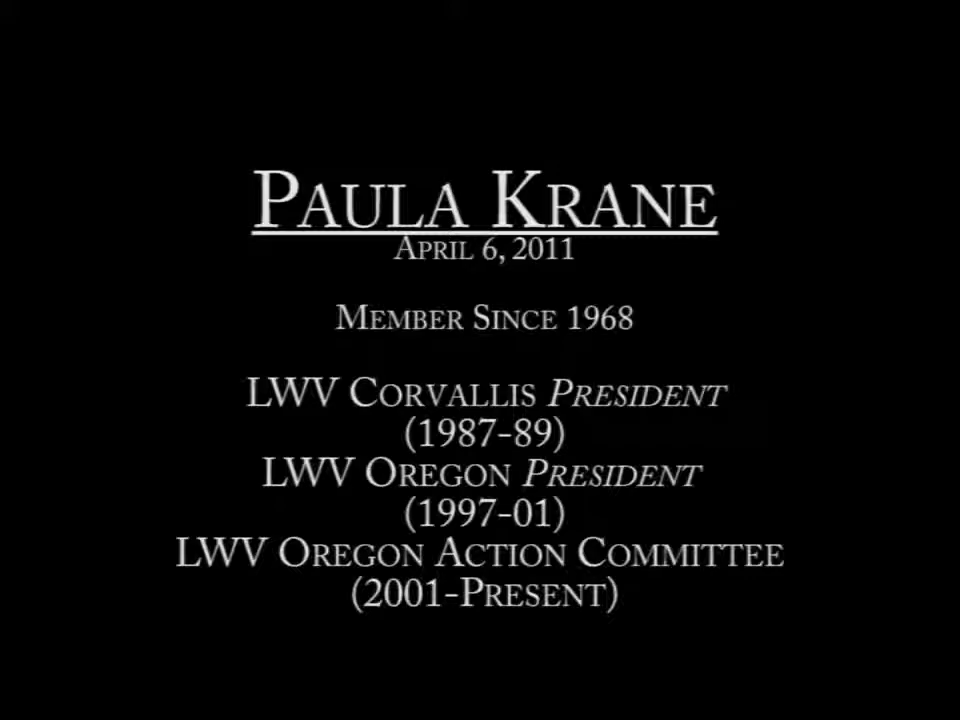 Paula Krane
April 6, 2011
Member Since 1968
LWV Corvallis President
(1987-89)
LWV Oregon President
(1997-01)
LWV Oregon Action Committee
(2001-Present)